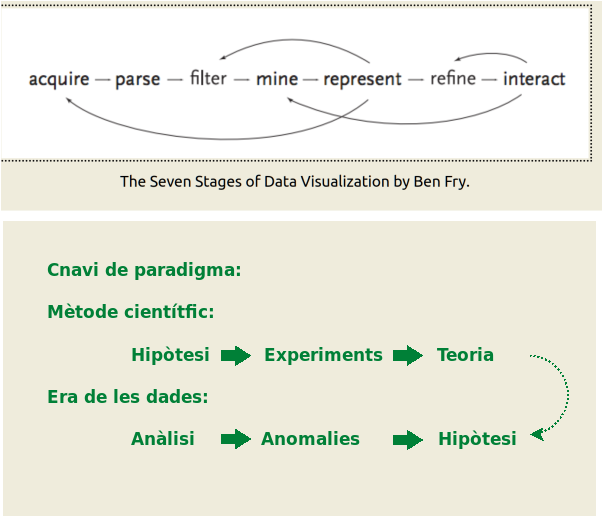 acquire — parse — filter — mine — represent — refine — interact
The Seven Stages of Data Visualization by Ben Fry.
Cnavi de paradigma:
Mètode cientítfic:
Hipòtesi Experiments Teoria
Era de les dades:
Anàlisi Anomalies Hipòtesi